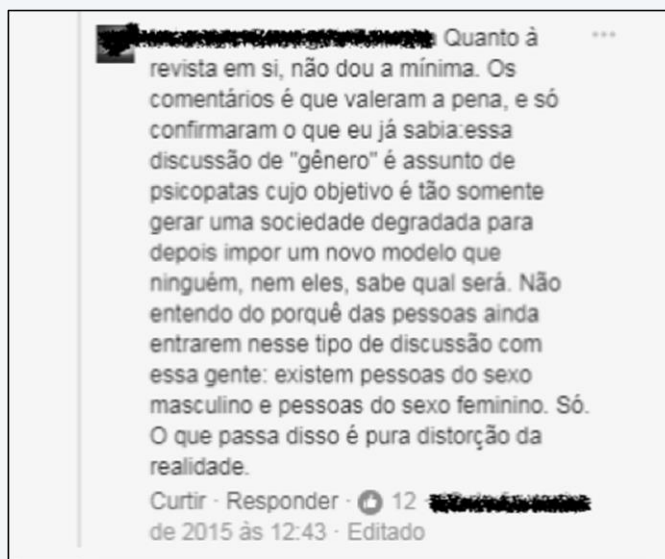 Quanto à
revista em si, não dou a mínima. Os
comentários é que valeram a pena, e só
confirmaram o que eu já sabia:essa
discussão de "gênero" é assunto de
psicopatas cujo objetivo é tão somente
gerar uma sociedade degradada para
depois impor um novo modelo que
ninguém, nem eles, sabe qual será. Não
entendo do porquê das pessoas ainda
entrarem nesse tipo de discussão com
essa gente: existem pessoas do sexo
masculino e pessoas do sexo feminino. Só.
O que passa disso é pura distorção da
realidade.
Curtir · Responder · 12 ·
de 2015 às 12:43 · Editado